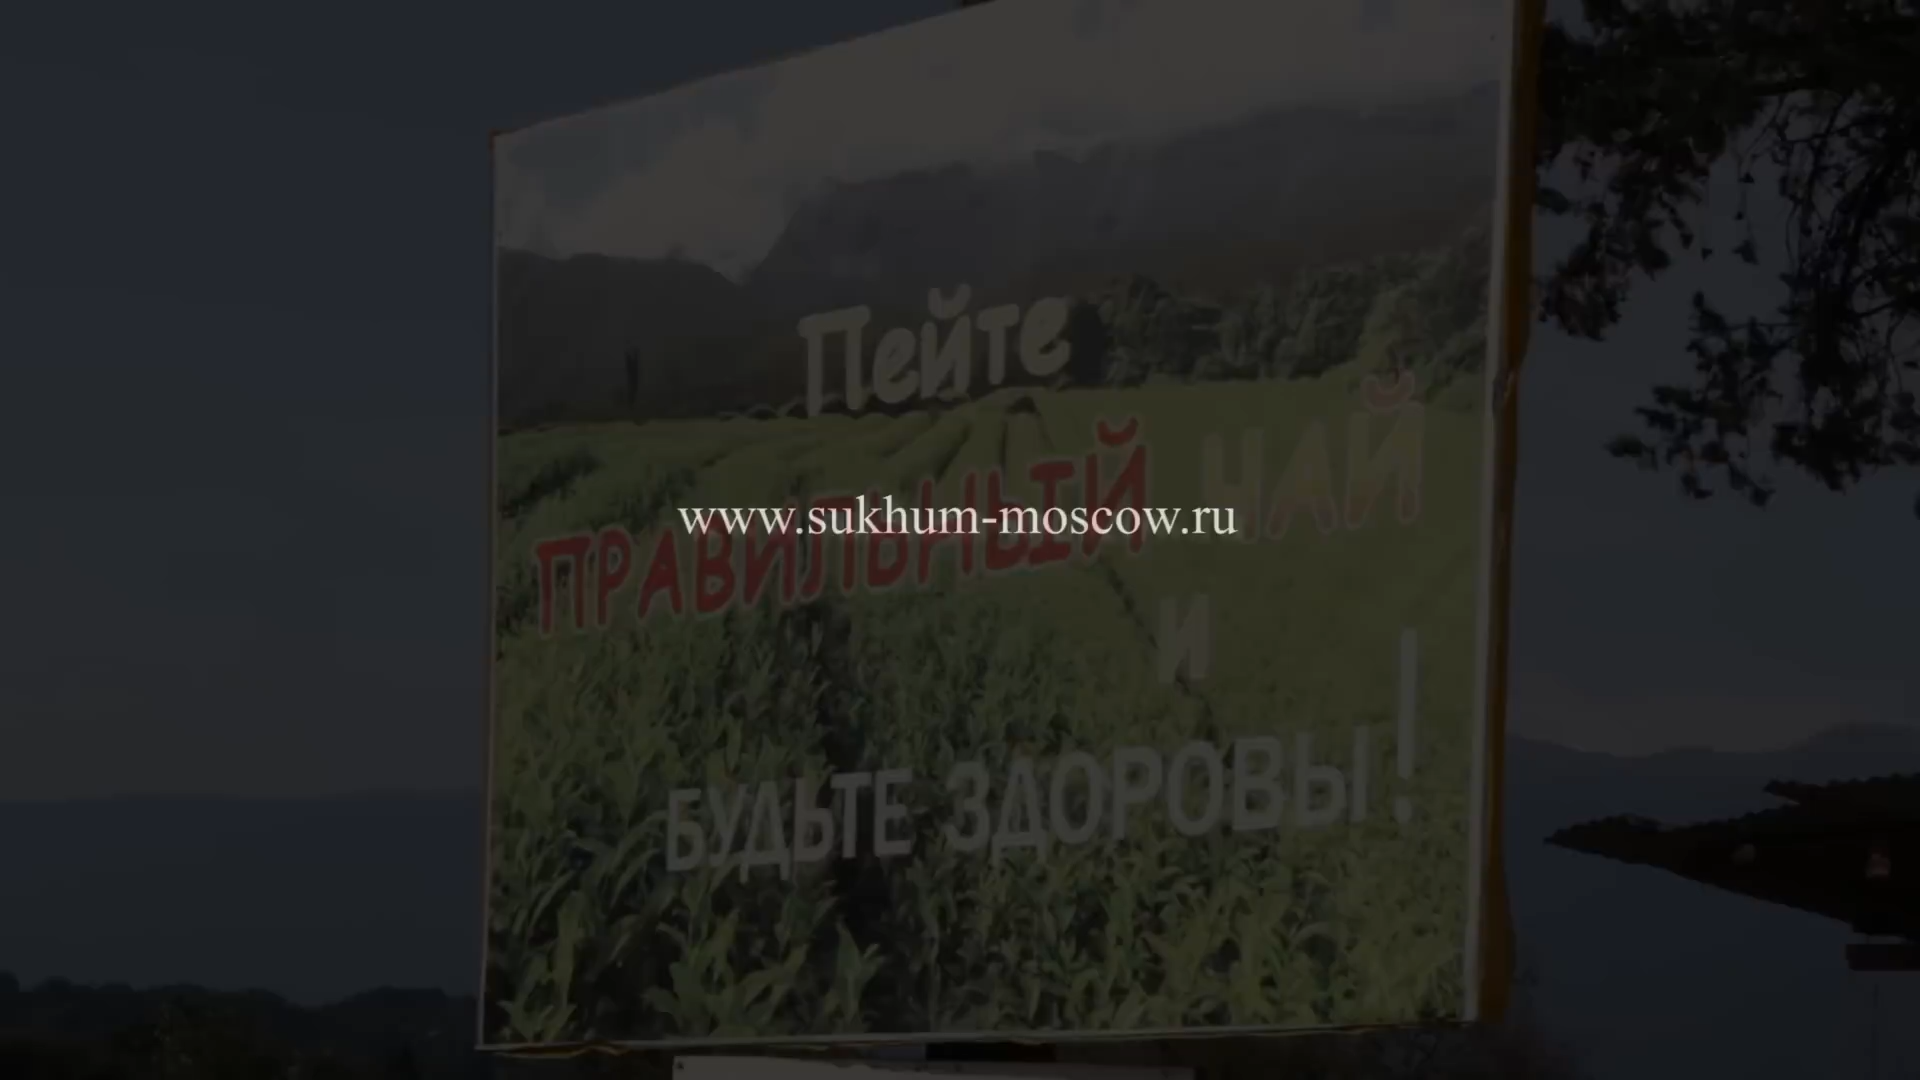 Пейте
ПРАВИЛЬНЫЙ ЧАЙ
www.sukhum-moscow.ru
и
БУДЬТЕ ЗДОРОВЫ!